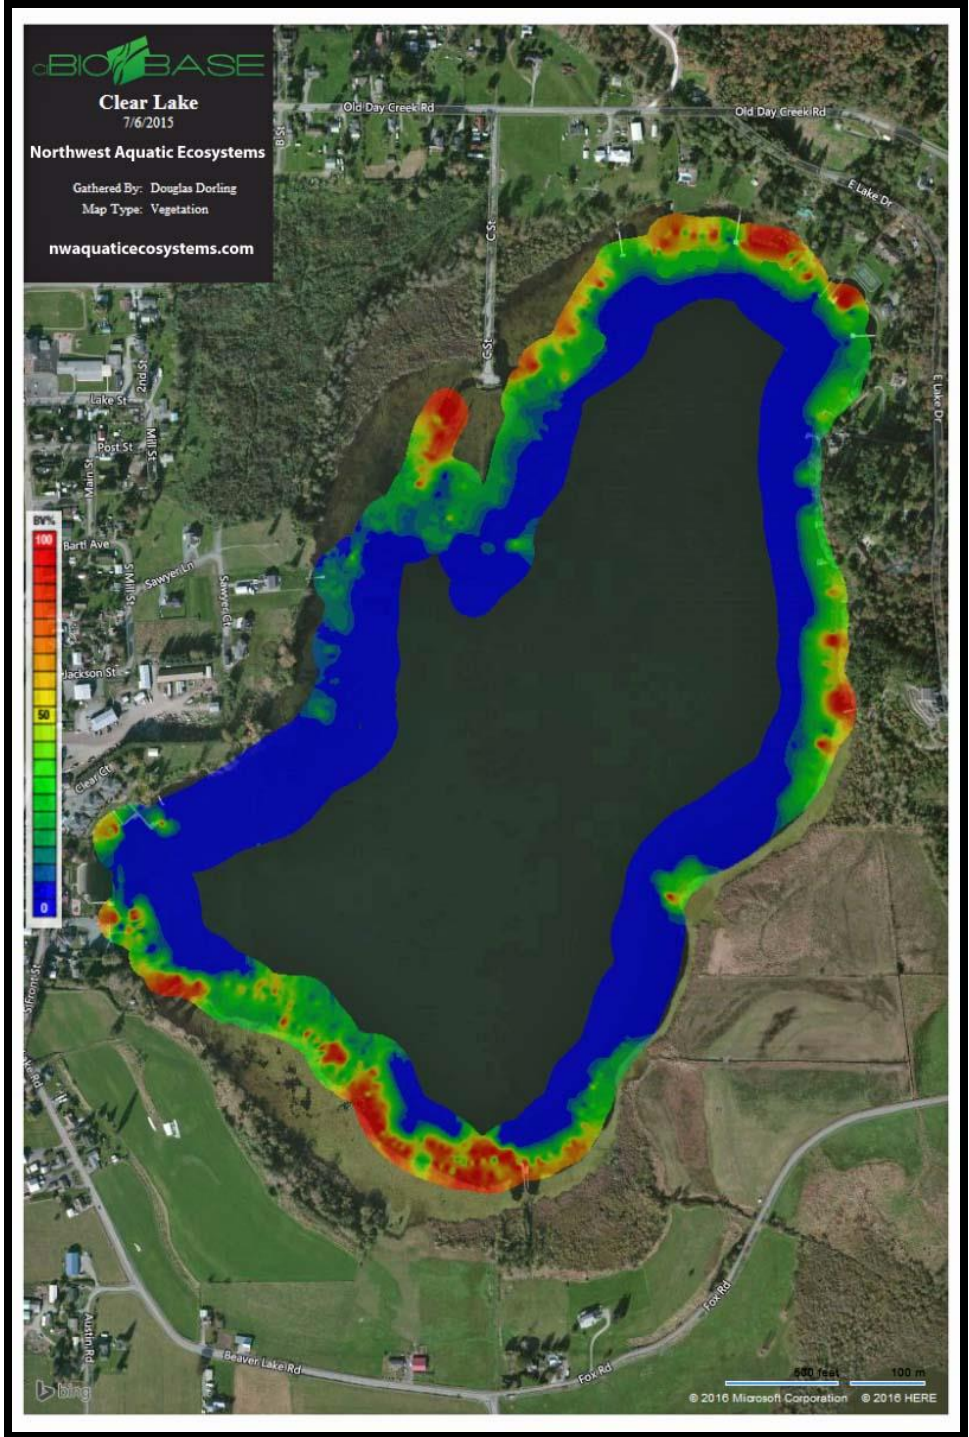 ciBIOBASE
Clear Lake
7/6/2015
Northwest Aquatic Ecosystems
Gathered By: Douglas Dorling
Map Type: Vegetation
nwaquaticecosystems.com
Old Day Creek Rd
Old Day Creek Rd
B St
E Lake Dr
C St
C St
2nd St
Lake St
E Lake Dr
Mill St
Post St
Main St
BV%
100
Bartl Ave
S Mill St
Sawyer Ln
Sawyer Ct
Jackson St
50
Clear Ct
0
S Front St
Rd
Fox Rd
Austin Rd
Beaver Lake Rd
Fox Rd
bing
500 feet
100 m
© 2016 Microsoft Corporation © 2016 HERE